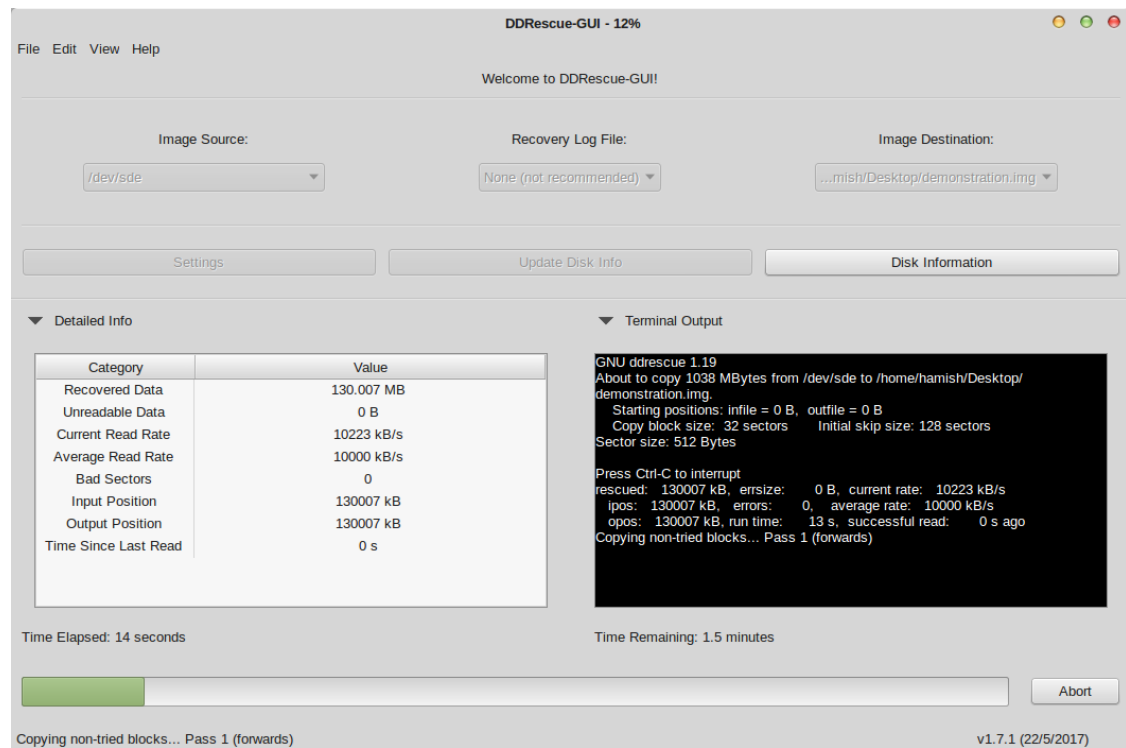 DDRescue-GUI - 12%
File Edit View Help
Welcome to DDRescue-GUI!
Image Source: Recovery Log File: Image Destination:
/dev/sde None (not recommended) ...mish/Desktop/demonstration.img
Settings Update Disk Info Disk Information
Detailed Info
Category Value
Recovered Data 130.007 MB
Unreadable Data 0 B
Current Read Rate 10223 kB/s
Average Read Rate 10000 kB/s
Bad Sectors 0
Input Position 130007 kB
Output Position 130007 kB
Time Since Last Read 0 s
Terminal Output
GNU ddrescue 1.19
About to copy 1038 MBytes from /dev/sde to /home/hamish/Desktop/
demonstration.img.
Starting positions: infile = 0 B, outfile = 0 B
Copy block size: 32 sectors Initial skip size: 128 sectors
Sector size: 512 Bytes
Press Ctrl-C to interrupt
rescued: 130007 kB, errsize: 0 B, current rate: 10223 kB/s
ipos: 130007 kB, errors: 0, average rate: 10000 kB/s
opos: 130007 kB, run time: 13 s, successful read: 0 s ago
Copying non-tried blocks... Pass 1 (forwards)
Time Elapsed: 14 seconds Time Remaining: 1.5 minutes
Abort
Copying non-tried blocks... Pass 1 (forwards) v1.7.1 (22/5/2017)